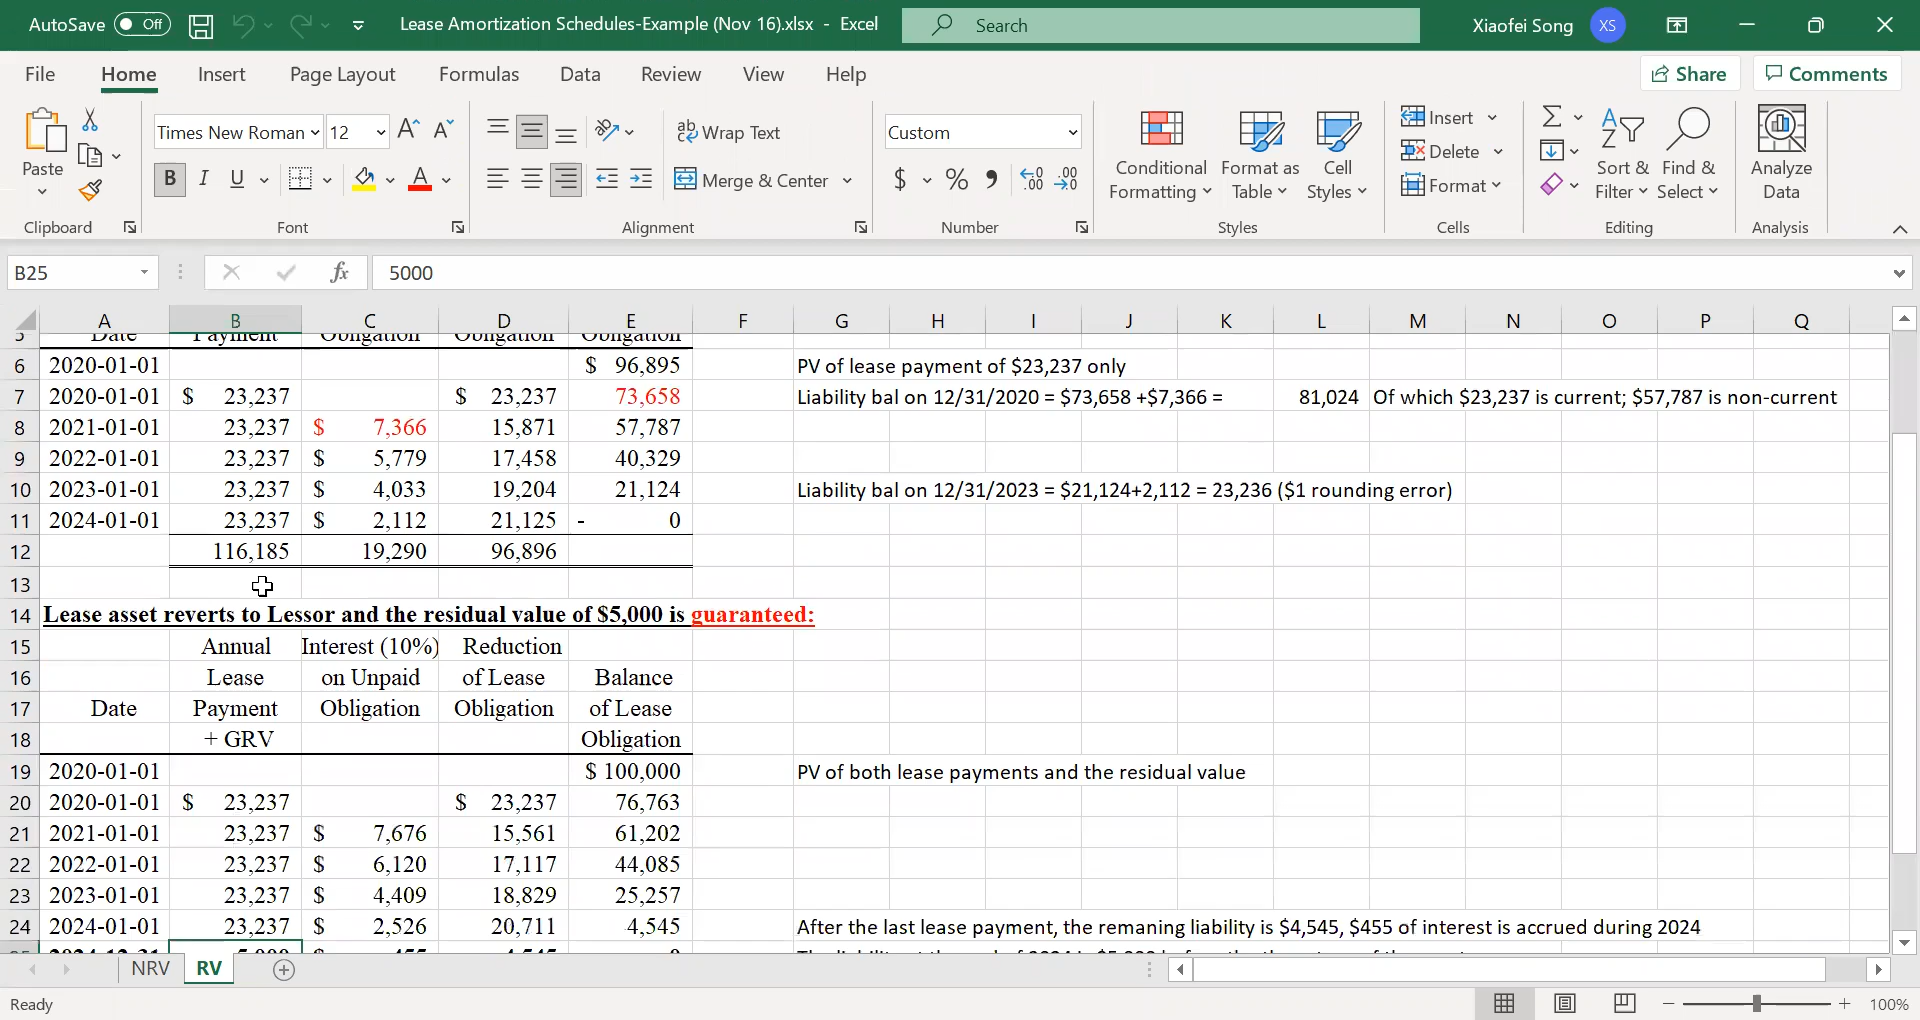 AutoSave Off Lease Amortization Schedules-Example (Nov 16).xlsx - Excel Search Xiaofei Song XS
File Home Insert Page Layout Formulas Data Review View Help Share Comments
Paste
Clipboard
Times New Roman 12
B I U
Font
Wrap Text
Merge & Center
Alignment
Custom
$ % 9 .00 .00
Number
Conditional Formatting
Format as Table
Cell Styles
Styles
Insert
Delete
Format
Cells
Sort & Filter
Find & Select
Editing
Analyze Data
Analysis
B25 fx 5000
A B C D E F G H I J K L M N O P Q
5 Date Payment Obligation Obligation Obligation
6 2020-01-01 $ 96,895 PV of lease payment of $23,237 only
7 2020-01-01 $ 23,237 $ 23,237 73,658 Liability bal on 12/31/2020 = $73,658 +$7,366 = 81,024 Of which $23,237 is current; $57,787 is non-current
8 2021-01-01 23,237 $ 7,366 15,871 57,787
9 2022-01-01 23,237 $ 5,779 17,458 40,329
10 2023-01-01 23,237 $ 4,033 19,204 21,124 Liability bal on 12/31/2023 = $21,124+2,112 = 23,236 ($1 rounding error)
11 2024-01-01 23,237 $ 2,112 21,125 - 0
12 116,185 19,290 96,896
13
14 Lease asset reverts to Lessor and the residual value of $5,000 is guaranteed:
15 Annual Interest (10%) Reduction
16 Lease on Unpaid of Lease Balance
17 Date Payment Obligation Obligation of Lease
18 + GRV Obligation
19 2020-01-01 $ 100,000 PV of both lease payments and the residual value
20 2020-01-01 $ 23,237 $ 23,237 76,763
21 2021-01-01 23,237 $ 7,676 15,561 61,202
22 2022-01-01 23,237 $ 6,120 17,117 44,085
23 2023-01-01 23,237 $ 4,409 18,829 25,257
24 2024-01-01 23,237 $ 2,526 20,711 4,545 After the last lease payment, the remaning liability is $4,545, $455 of interest is accrued during 2024
NRV RV
Ready 100%